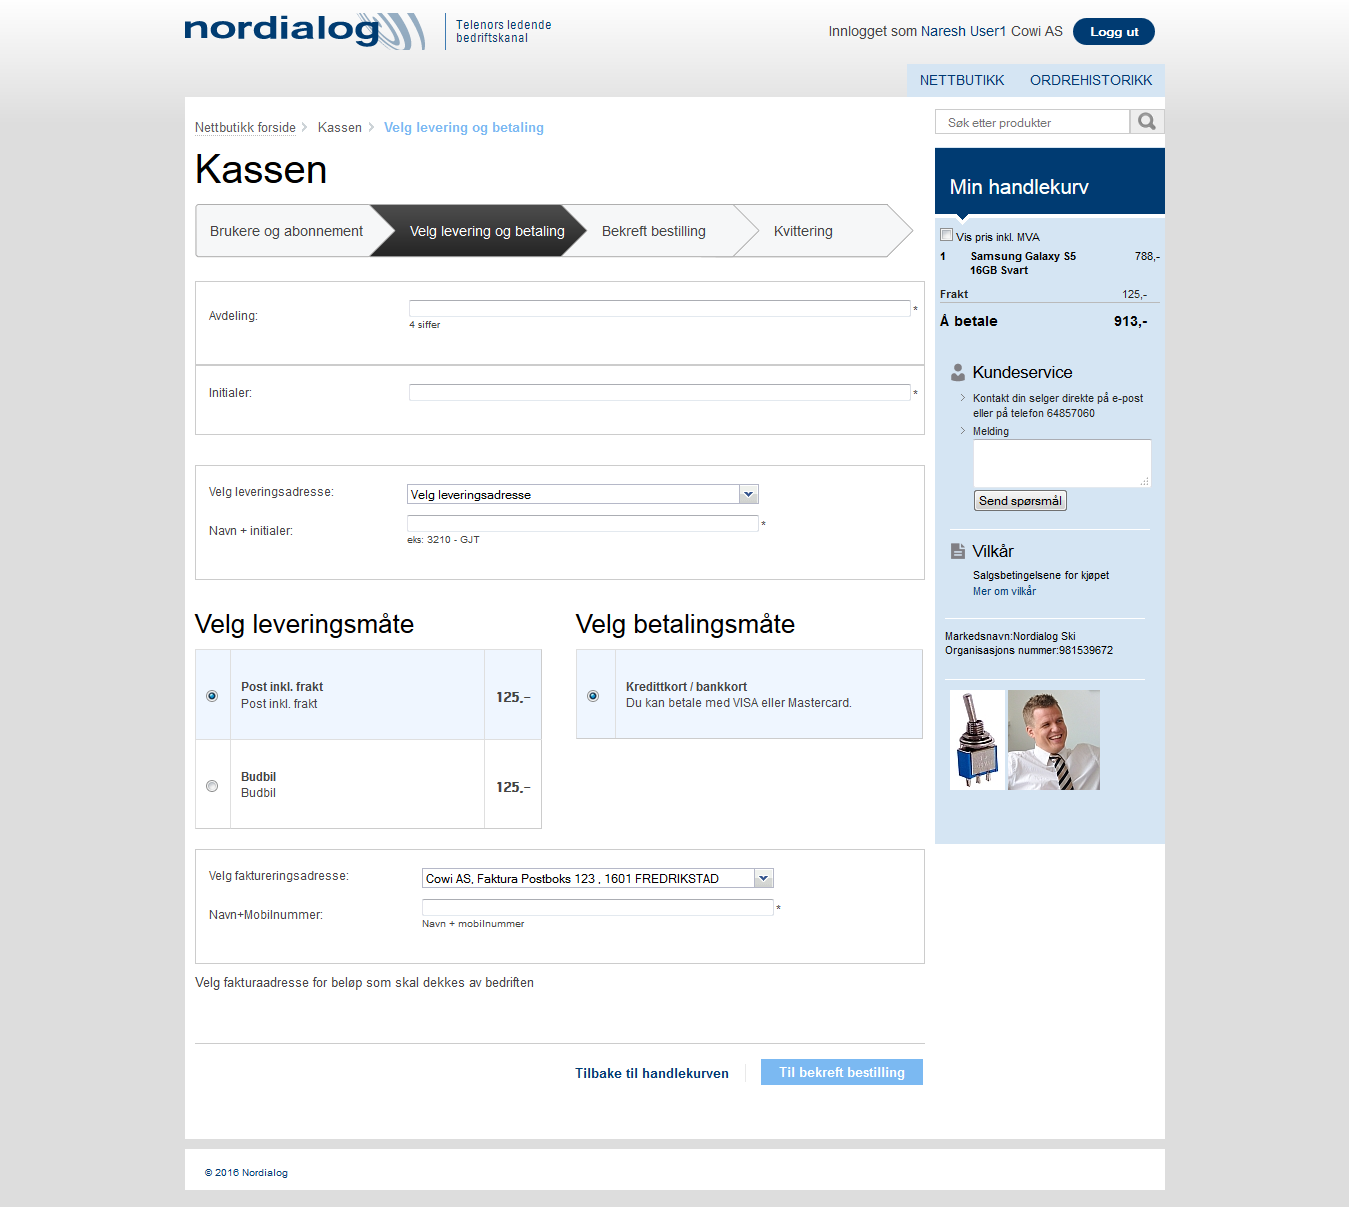 nordialog
Telenors ledende
bedriftskanal
Innlogget som Naresh User1 Cowi AS
Logg ut
NETTBUTIKK
ORDREHISTORIKK
Nettbutikk forside
Kassen
Velg levering og betaling
Søk etter produkter
Kassen
Brukere og abonnement
Velg levering og betaling
Bekreft bestilling
Kvittering
Avdeling:
*
4 siffer
Initialer:
*
Velg leveringsadresse:
Velg leveringsadresse
Navn + initialer:
*
eks: 3210 - GJT
Velg leveringsmåte
Post inkl. frakt
Post inkl. frakt
125,-
Budbil
Budbil
125,-
Velg betalingsmåte
Kredittkort / bankkort
Du kan betale med VISA eller Mastercard.
Velg faktureringsadresse:
Cowi AS, Faktura Postboks 123 , 1601 FREDRIKSTAD
Navn+Mobilnummer:
*
Navn + mobilnummer
Velg fakturaadresse for beløp som skal dekkes av bedriften
Tilbake til handlekurven
Til bekreft bestilling
Min handlekurv
Vis pris inkl. MVA
1 Samsung Galaxy S5 788,-
16GB Svart
Frakt 125,-
Å betale 913,-
Kundeservice
Kontakt din selger direkte på e-post
eller på telefon 64857060
Melding
Send spørsmål
Vilkår
Salgsbetingelsene for kjøpet
Mer om vilkår
Markedsnavn:Nordialog Ski
Organisasjons nummer:981539672
© 2016 Nordialog